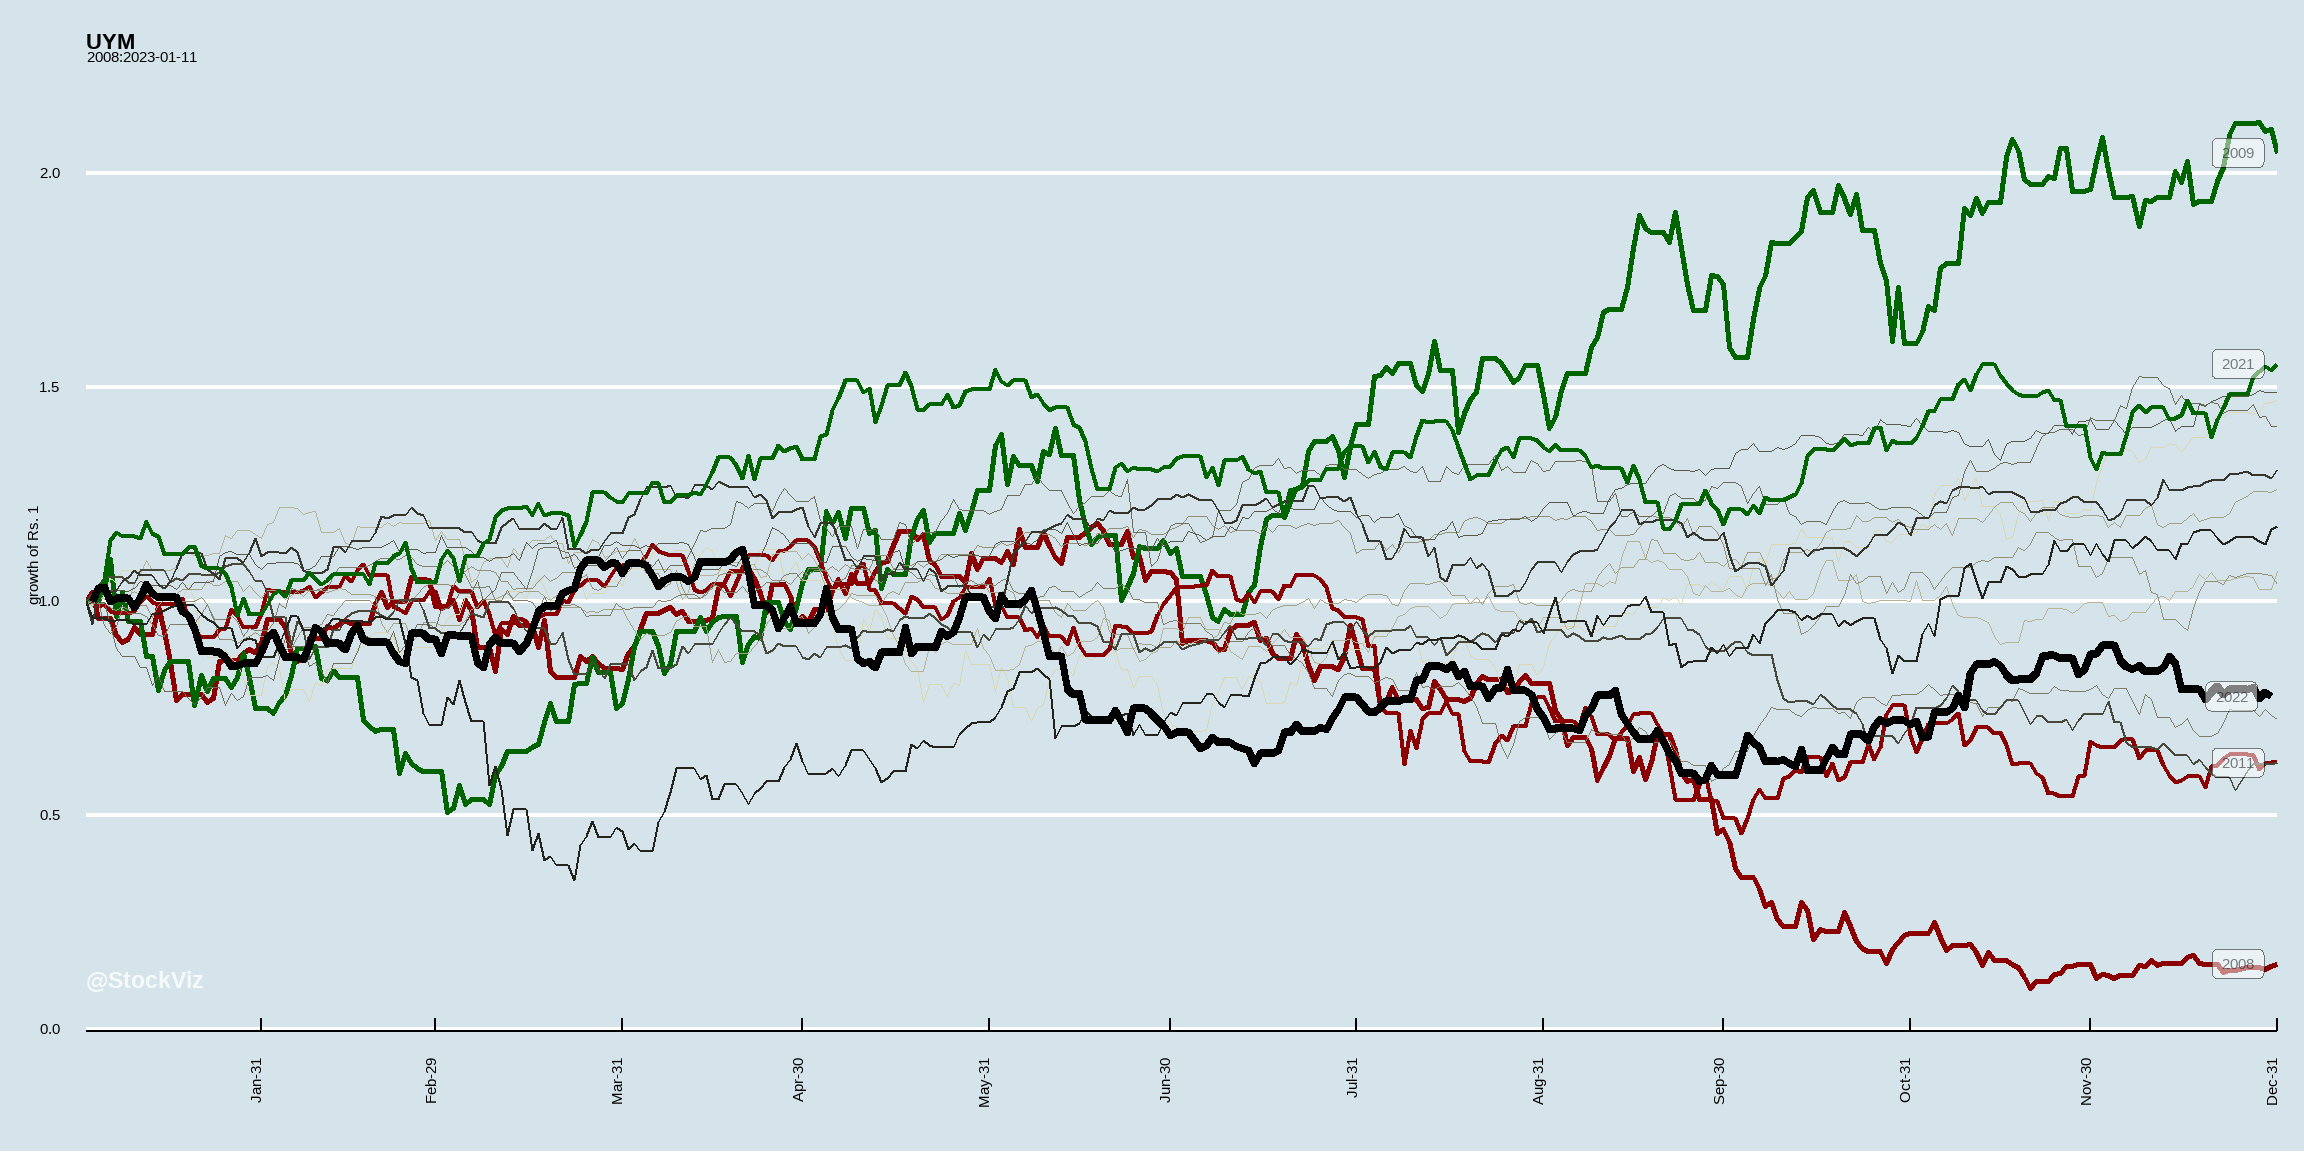 UYM
2008:2023-01-11
growth of Rs. 1
2.0
1.5
1.0
0.5
0.0
2009
2021
2022
2011
2008
@StockViz
Jan-31
Feb-29
Mar-31
Apr-30
May-31
Jun-30
Jul-31
Aug-31
Sep-30
Oct-31
Nov-30
Dec-31